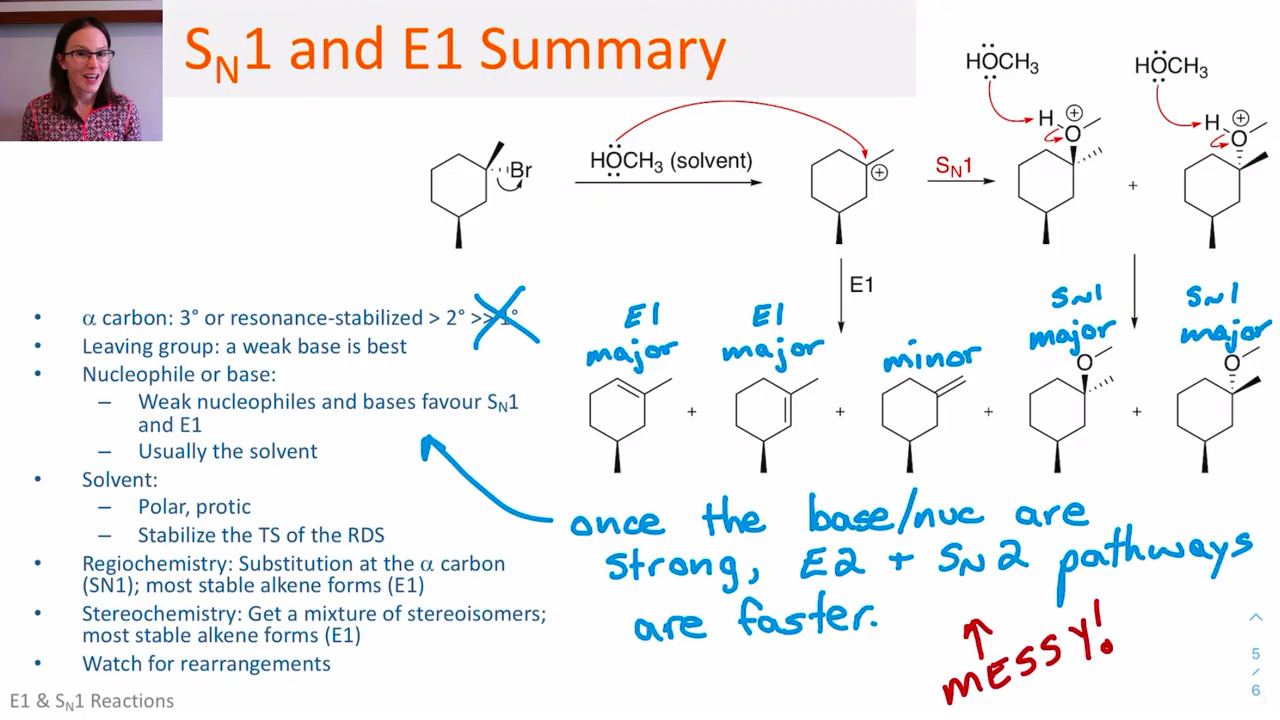 S_N1 and E1 Summary
HÖCH₃
HÖCH₃
H O ⊕
H O ⊕
Br
HÖCH₃ (solvent)
⊕
S_N1
+
E1
• α carbon: 3° or resonance-stabilized > 2° >> 1°
• Leaving group: a weak base is best
• Nucleophile or base:
– Weak nucleophiles and bases favour S_N1
and E1
– Usually the solvent
• Solvent:
– Polar, protic
– Stabilize the TS of the RDS
• Regiochemistry: Substitution at the α carbon
(SN1); most stable alkene forms (E1)
• Stereochemistry: Get a mixture of stereoisomers;
most stable alkene forms (E1)
• Watch for rearrangements
E1
major
E1
major
minor
SN1
major
SN1
major
O
O
+ + + +
once the base/nuc are
strong, E2 + SN2 pathways
are faster.
↑
MESSY!
5
/
6
E1 & S_N1 Reactions